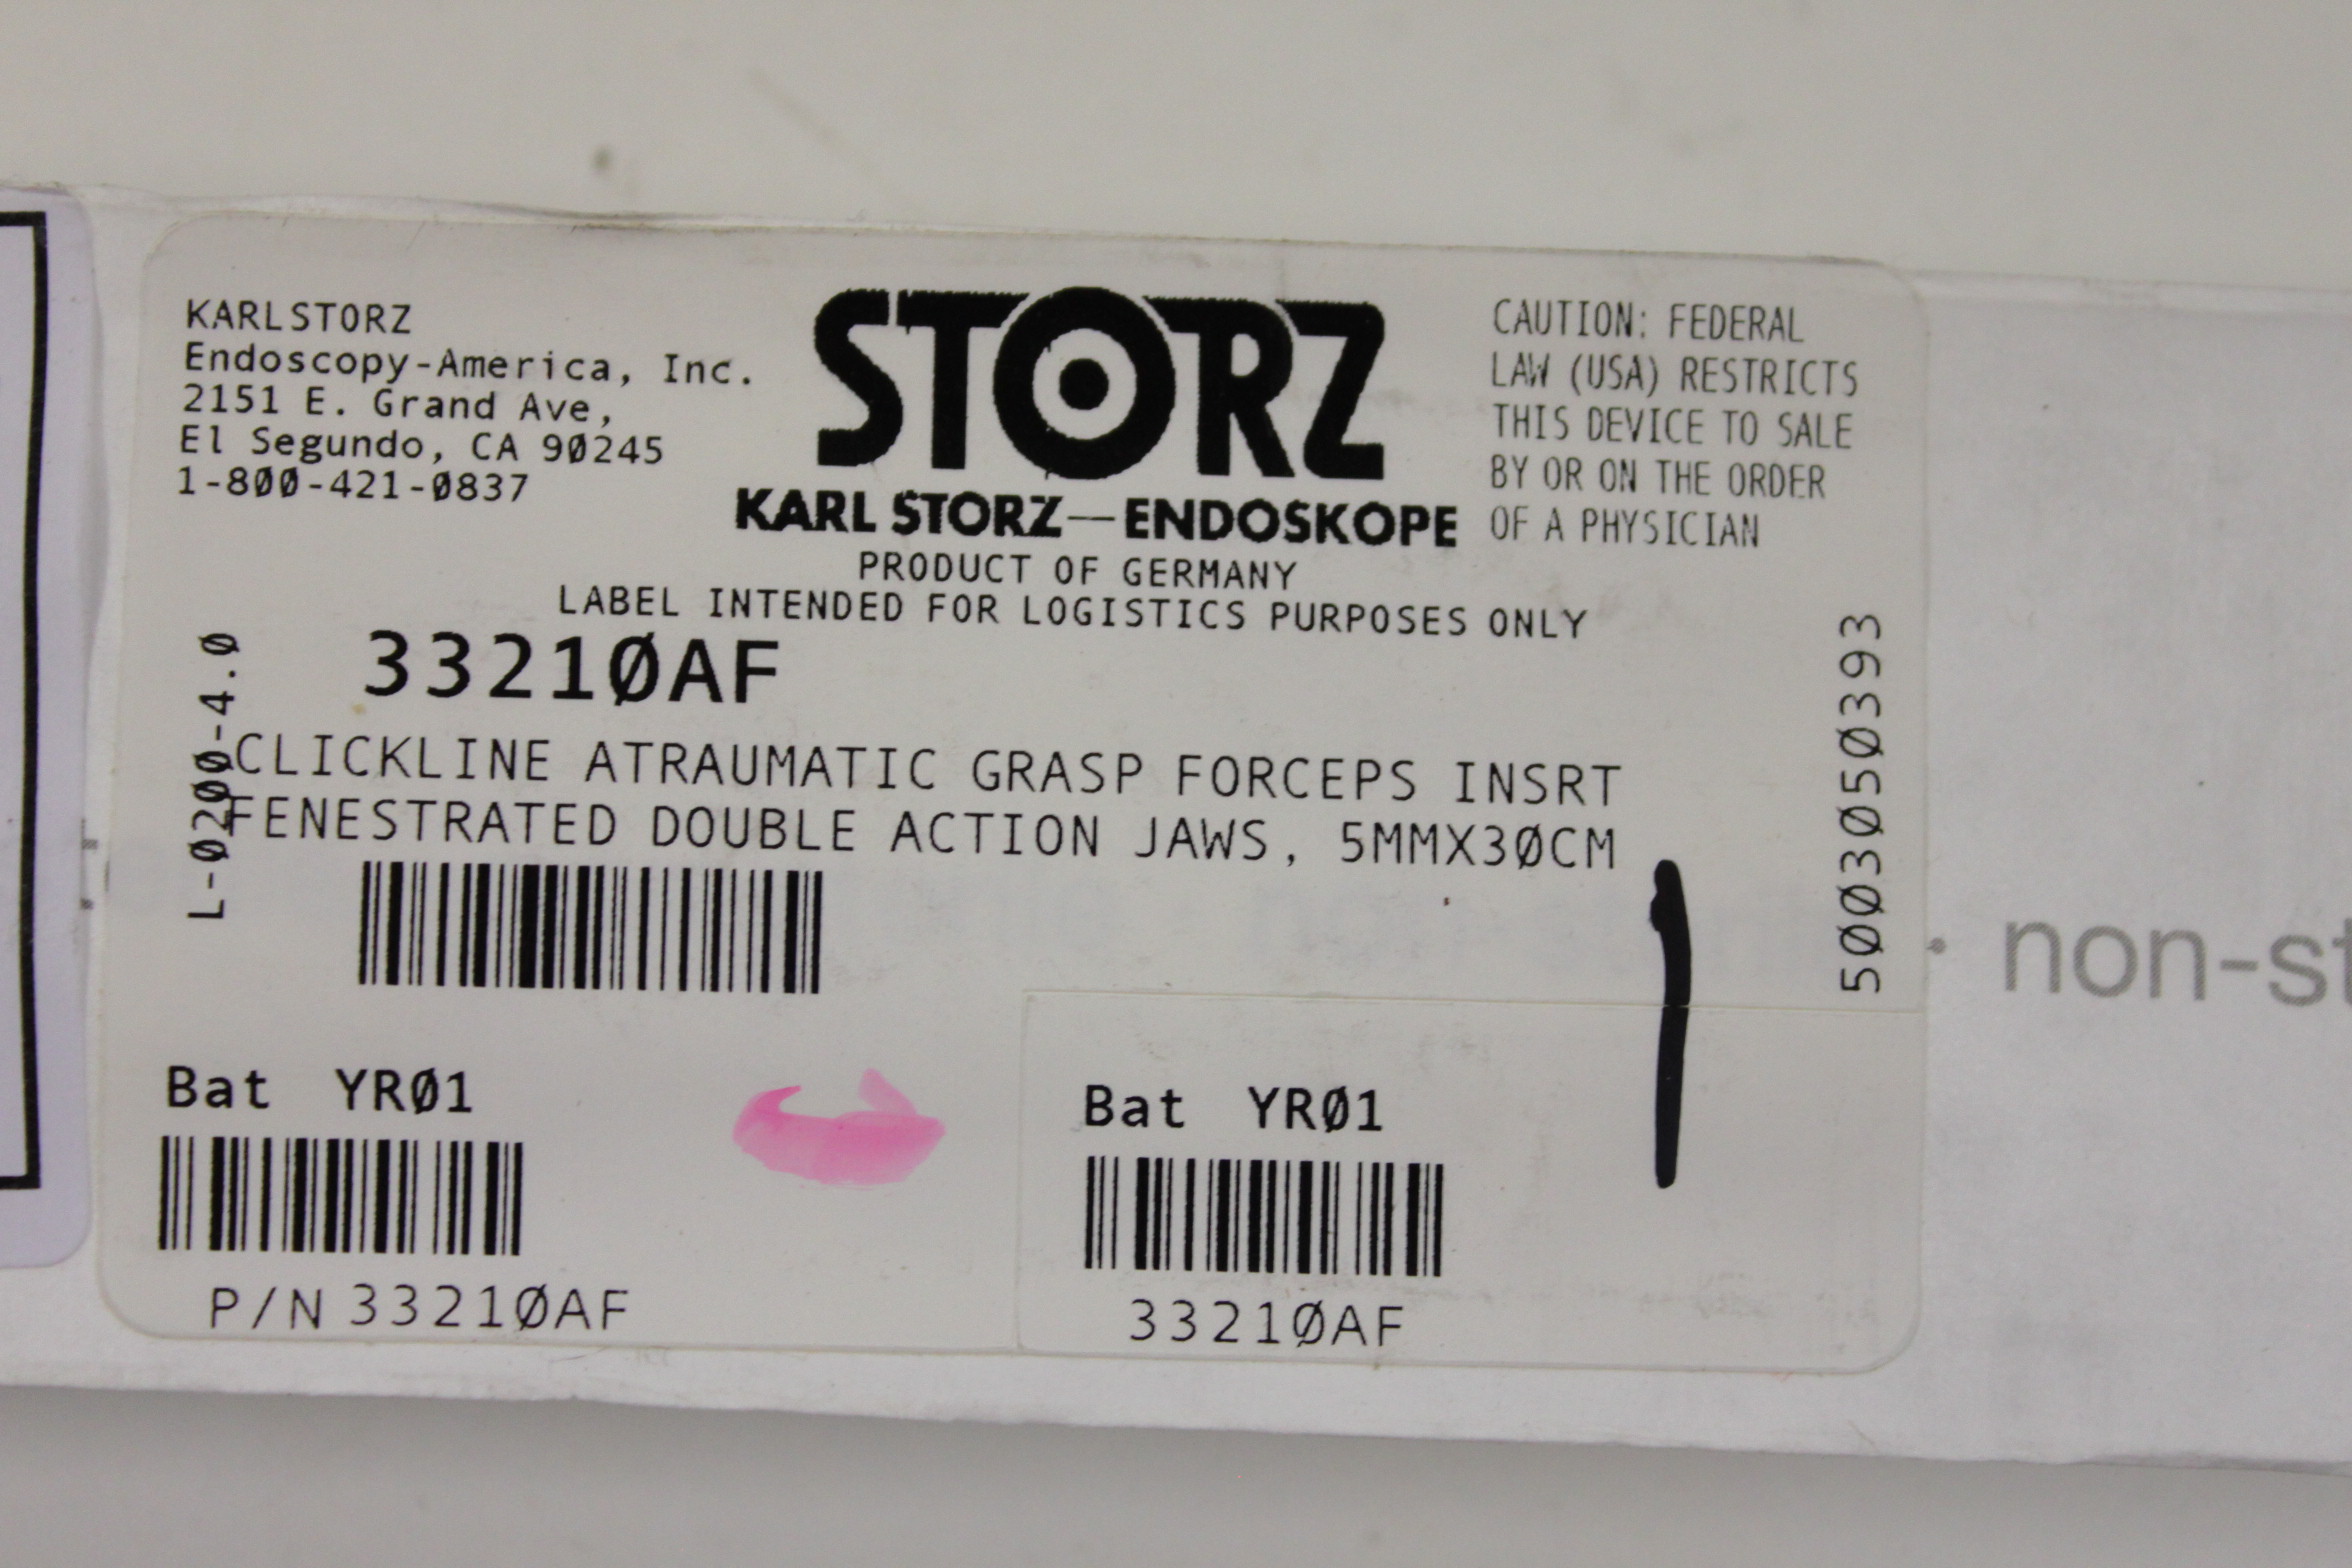 KARLSTORZ
Endoscopy-America, Inc.
2151 E. Grand Ave,
El Segundo, CA 90245
1-800-421-0837
STORZ
KARL STORZ—ENDOSKOPE
CAUTION: FEDERAL
LAW (USA) RESTRICTS
THIS DEVICE TO SALE
BY OR ON THE ORDER
OF A PHYSICIAN
PRODUCT OF GERMANY
LABEL INTENDED FOR LOGISTICS PURPOSES ONLY
33210AF
L-0200-4.0
CLICKLINE ATRAUMATIC GRASP FORCEPS INSRT
FENESTRATED DOUBLE ACTION JAWS, 5MMX30CM
5003050393
Bat YR01
P/N 33210AF
Bat YR01
33210AF
· non-st